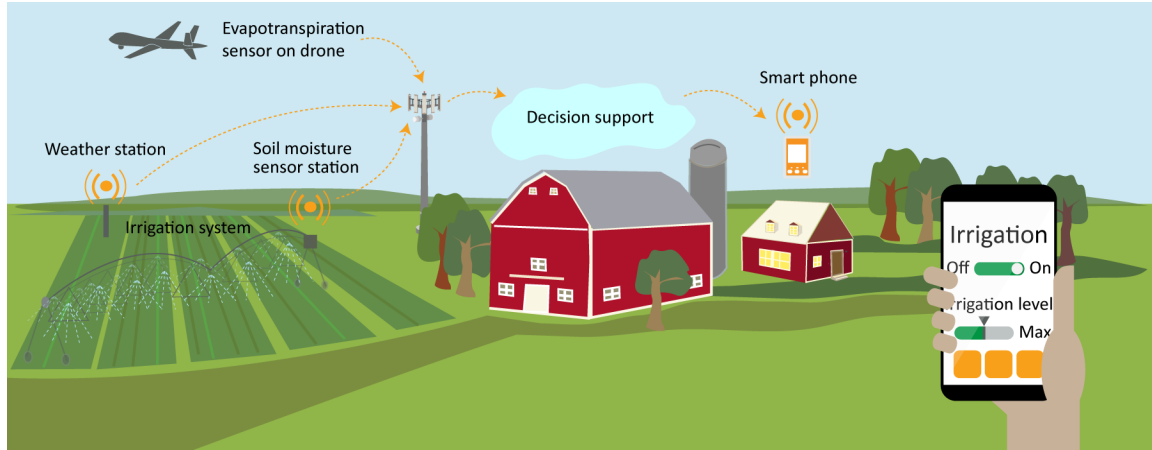 Evapotranspiration
sensor on drone
Smart phone
Decision support
Weather station
Soil moisture
sensor station
Irrigation system
Irrigation
Off On
Irrigation level
Max